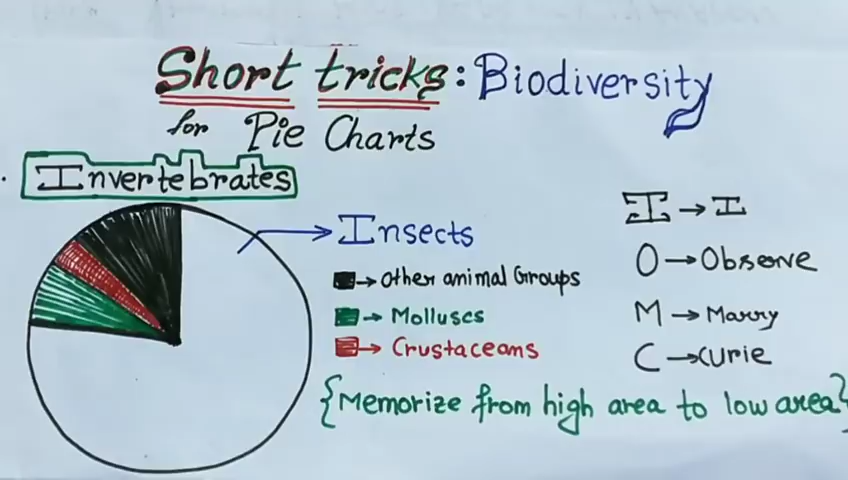 Short tricks: Biodiversity
for Pie Charts
Invertebrates
Insects
→ Other animal Groups
→ Molluscs
→ Crustaceans
I → I
O → Observe
M → Marry
C → Curie
{Memorize from high area to low area}